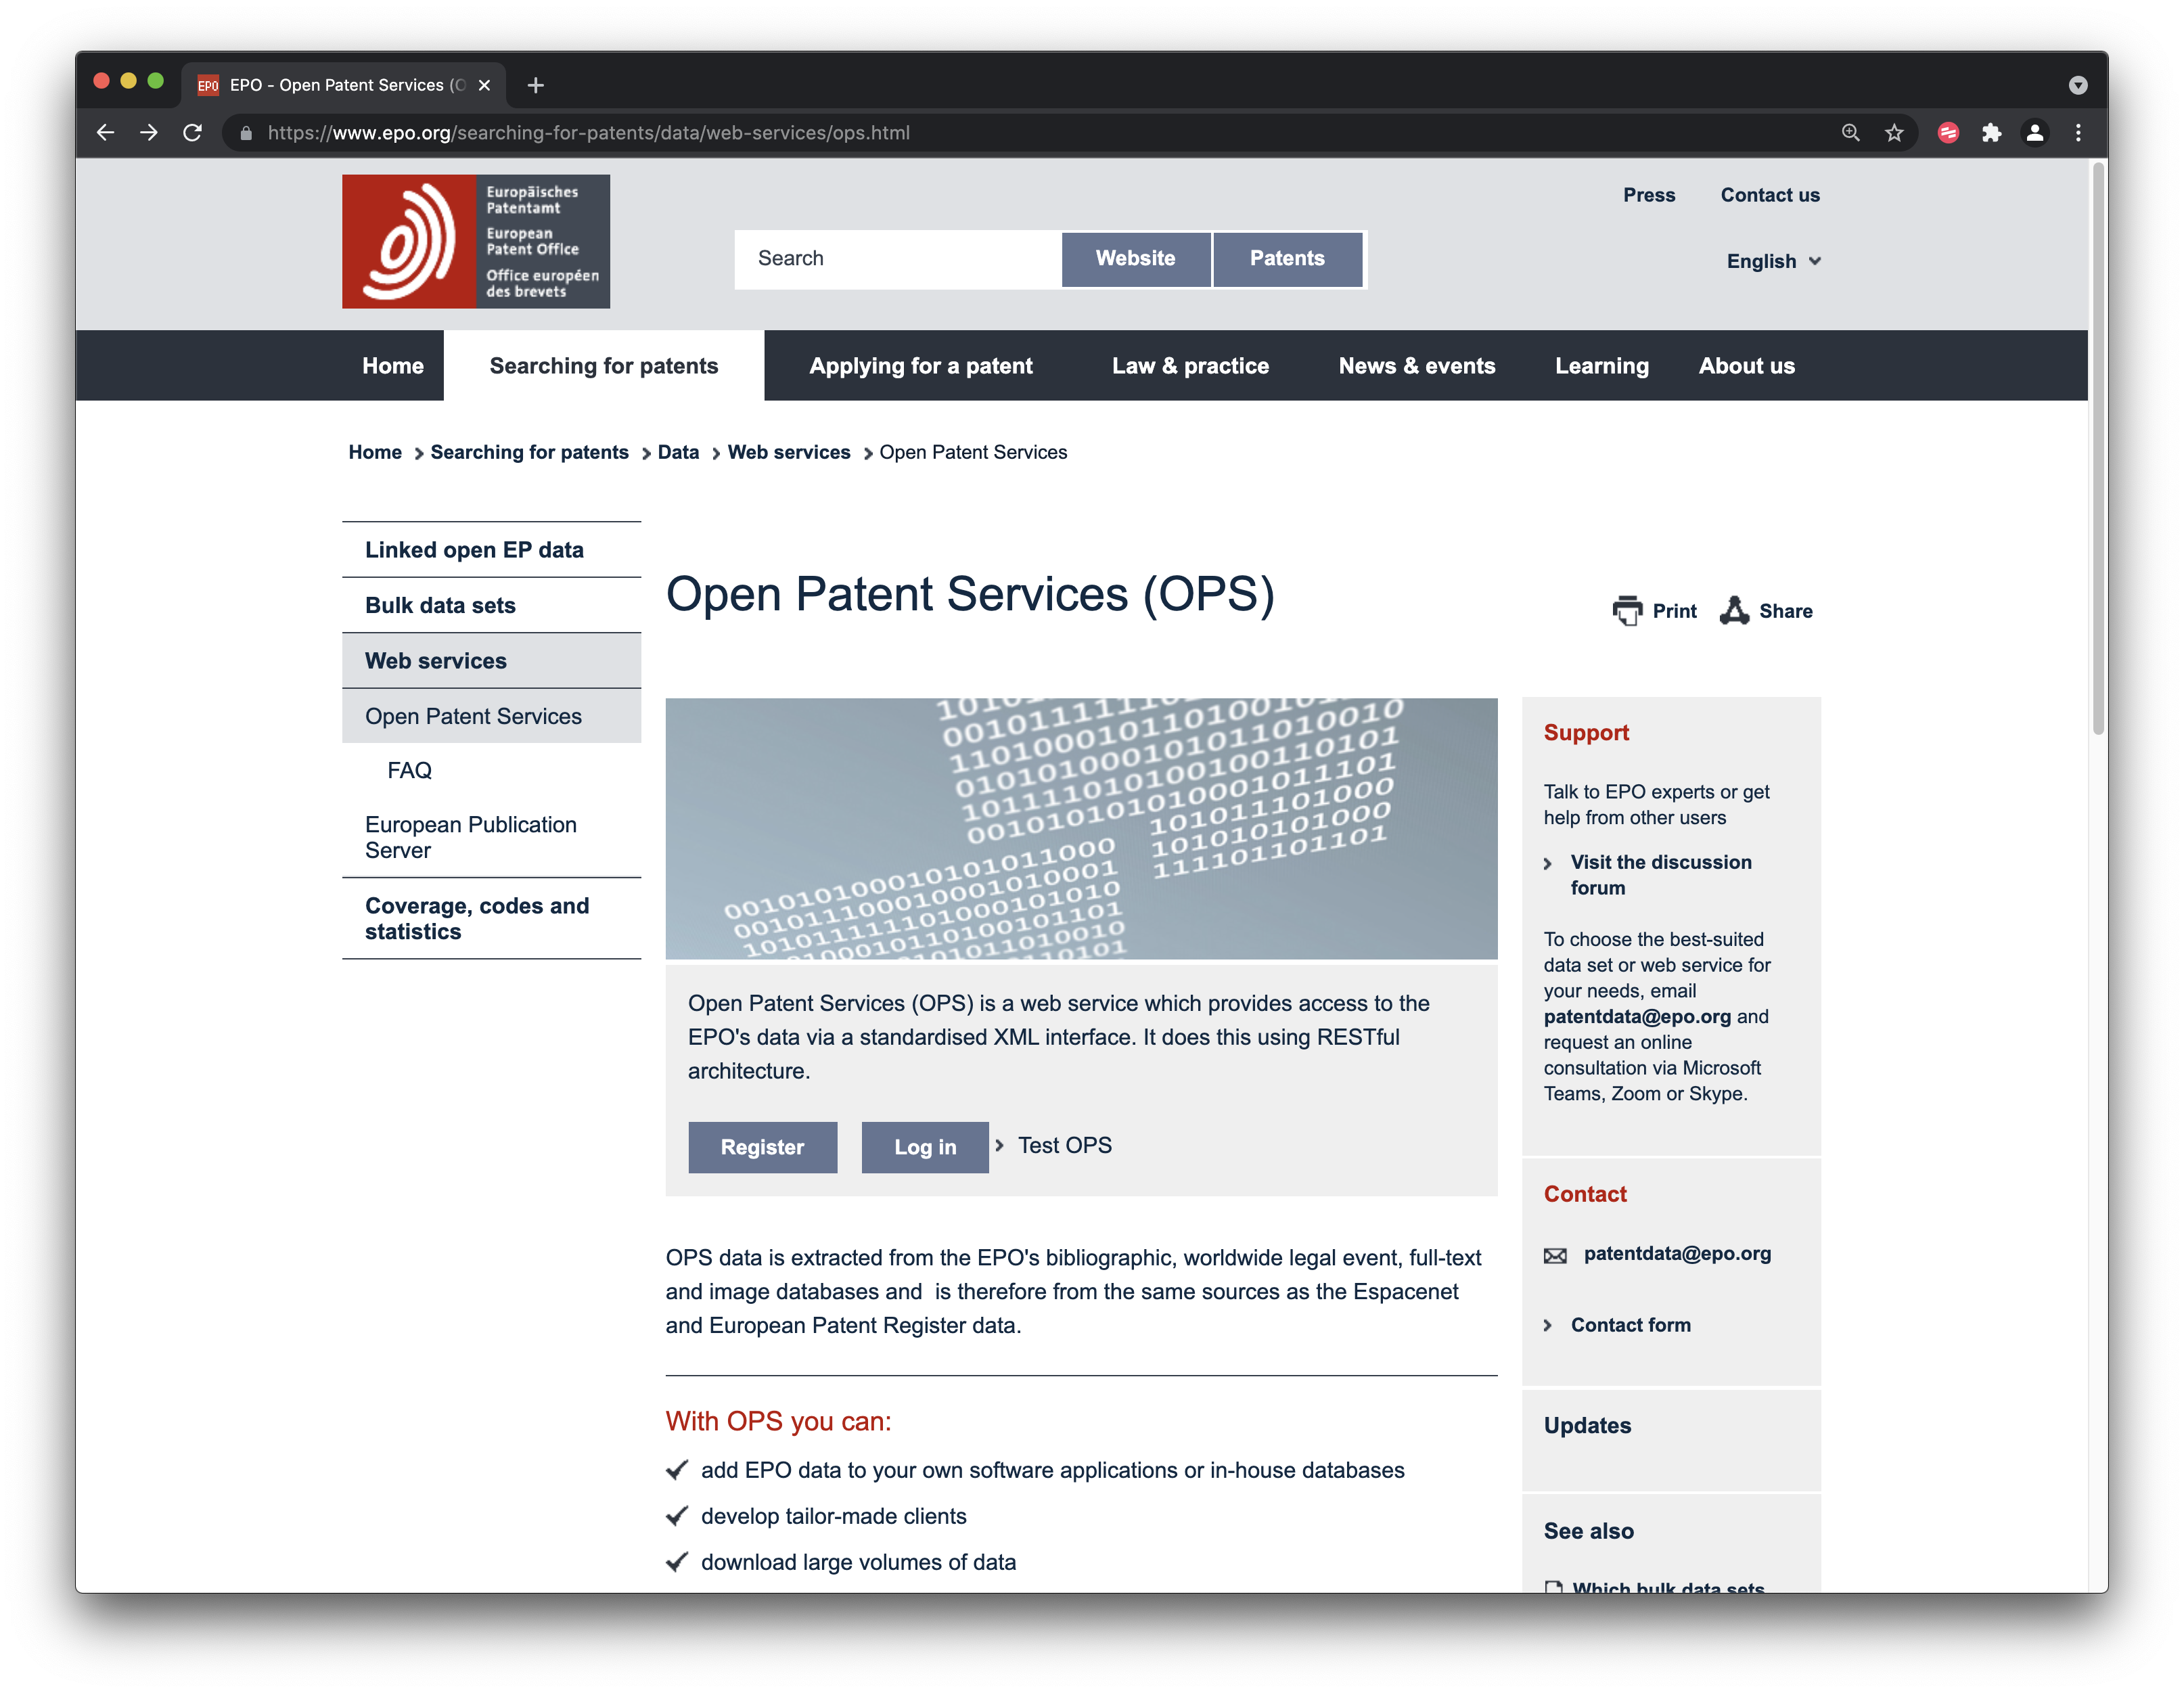 EPO
EPO - Open Patent Services (O
https://www.epo.org/searching-for-patents/data/web-services/ops.html
Europäisches
Patentamt
European
Patent Office
Office européen
des brevets
Search
Website
Patents
Press
Contact us
English
Home
Searching for patents
Applying for a patent
Law & practice
News & events
Learning
About us
Home
Searching for patents
Data
Web services
Open Patent Services
Linked open EP data
Bulk data sets
Web services
Open Patent Services
FAQ
European Publication
Server
Coverage, codes and
statistics
Open Patent Services (OPS)
Print
Share
Open Patent Services (OPS) is a web service which provides access to the
EPO's data via a standardised XML interface. It does this using RESTful
architecture.
Register
Log in
Test OPS
OPS data is extracted from the EPO's bibliographic, worldwide legal event, full-text
and image databases and  is therefore from the same sources as the Espacenet
and European Patent Register data.
With OPS you can:
add EPO data to your own software applications or in-house databases
develop tailor-made clients
download large volumes of data
Support
Talk to EPO experts or get
help from other users
Visit the discussion
forum
To choose the best-suited
data set or web service for
your needs, email
patentdata@epo.org and
request an online
consultation via Microsoft
Teams, Zoom or Skype.
Contact
patentdata@epo.org
Contact form
Updates
See also
Which bulk data sets